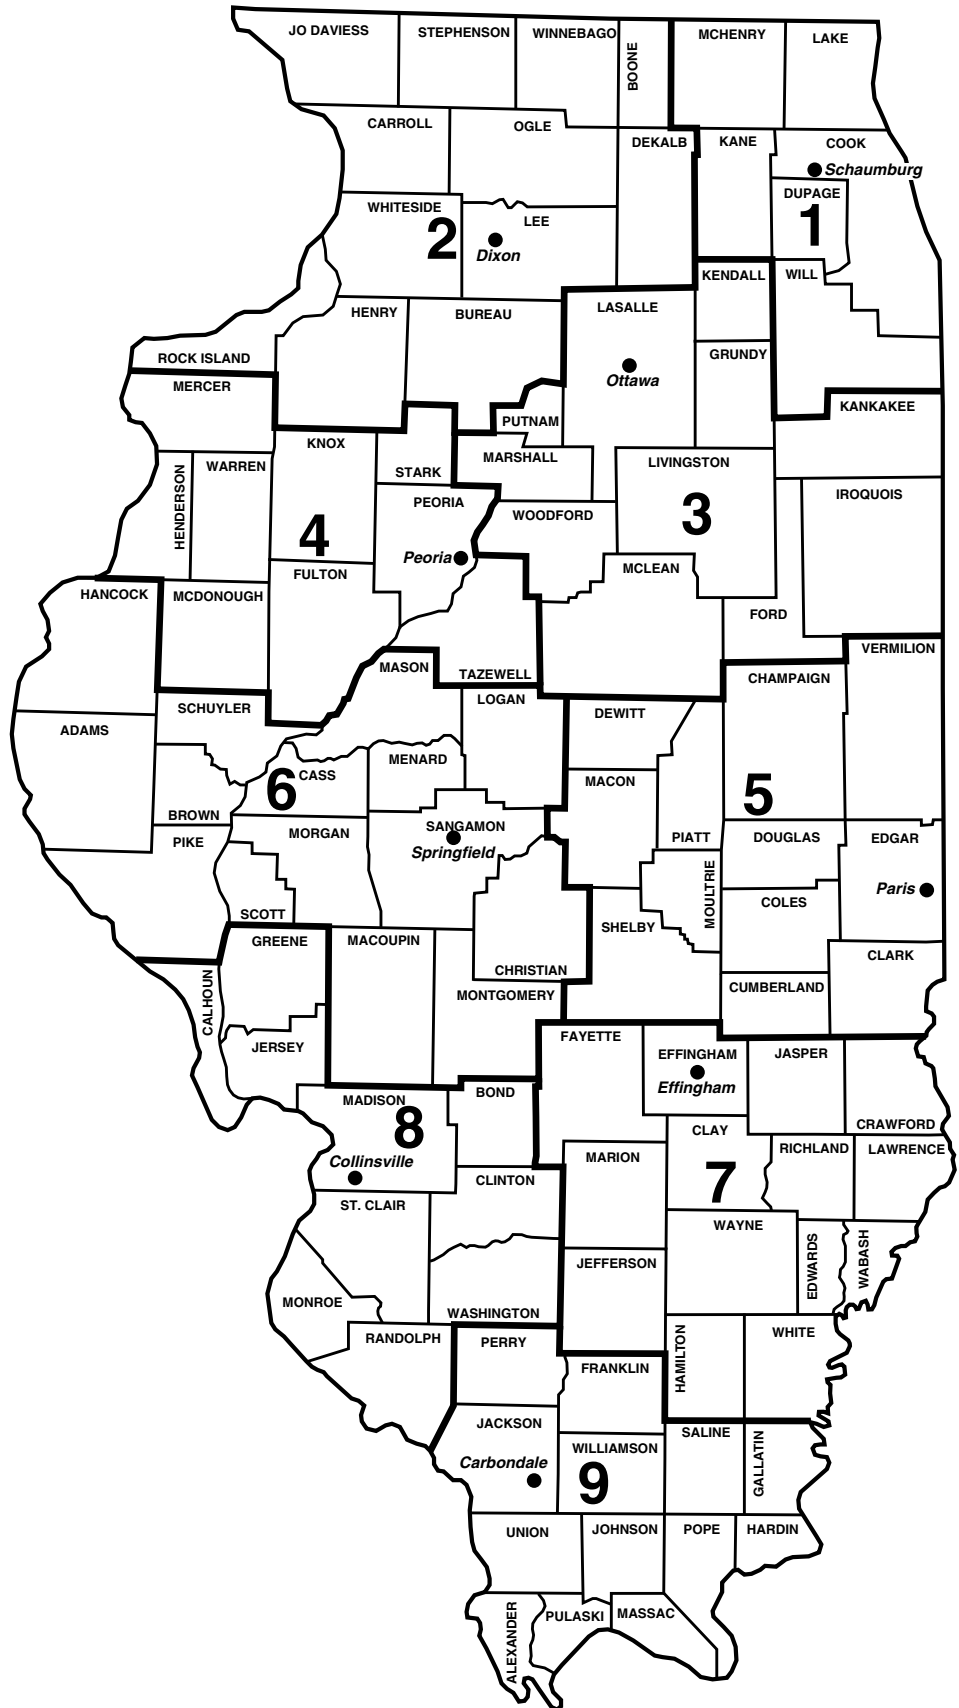 JO DAVIESS
STEPHENSON
WINNEBAGO
BOONE
MCHENRY
LAKE
CARROLL
OGLE
DEKALB
KANE
COOK
Schaumburg
DUPAGE
1
WHITESIDE
2
LEE
Dixon
KENDALL
WILL
HENRY
BUREAU
LASALLE
GRUNDY
ROCK ISLAND
Ottawa
MERCER
KANKAKEE
PUTNAM
KNOX
STARK
MARSHALL
LIVINGSTON
HENDERSON
WARREN
PEORIA
WOODFORD
3
IROQUOIS
4
Peoria
FULTON
MCLEAN
HANCOCK
MCDONOUGH
FORD
MASON
TAZEWELL
VERMILION
CHAMPAIGN
SCHUYLER
LOGAN
DEWITT
ADAMS
MENARD
6
CASS
MACON
5
BROWN
PIKE
MORGAN
SANGAMON
Springfield
PIATT
DOUGLAS
EDGAR
Paris
MOULTRIE
COLES
SCOTT
SHELBY
GREENE
MACOUPIN
CHRISTIAN
CLARK
CALHOUN
MONTGOMERY
CUMBERLAND
JERSEY
FAYETTE
EFFINGHAM
Effingham
JASPER
MADISON
8
BOND
CLAY
CRAWFORD
Collinsville
MARION
RICHLAND
LAWRENCE
CLINTON
7
ST. CLAIR
WAYNE
EDWARDS
WABASH
JEFFERSON
MONROE
WASHINGTON
RANDOLPH
PERRY
HAMILTON
WHITE
FRANKLIN
JACKSON
SALINE
GALLATIN
Carbondale
WILLIAMSON
9
UNION
JOHNSON
POPE
HARDIN
ALEXANDER
PULASKI
MASSAC